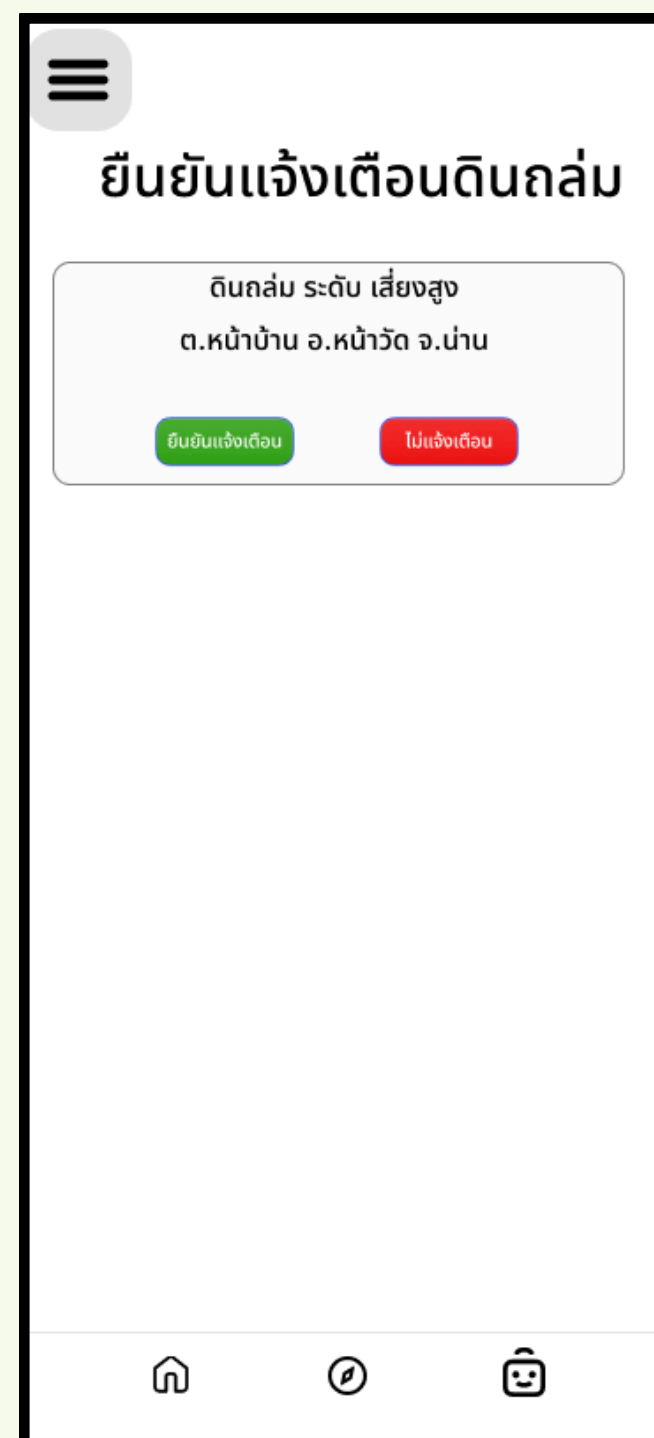 ยืนยันแจ้งเตือนดินถล่ม
ดินถล่ม ระดับ เสี่ยงสูง
ต.หน้าบ้าน อ.หน้าวัด จ.น่าน
ยืนยันแจ้งเตือน
ไม่แจ้งเตือน